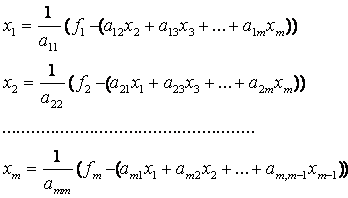 x₁ = 1/a₁₁ (f₁−(a₁₂x₂ + a₁₃x₃ + ... + a₁ₘxₘ))
x₂ = 1/a₂₂ (f₂−(a₂₁x₁ + a₂₃x₃ + ... + a₂ₘxₘ))
....................................................
xₘ = 1/aₘₘ (fₘ−(aₘ₁x₁ + aₘ₂x₂ + ... + aₘ,ₘ₋₁xₘ₋₁))